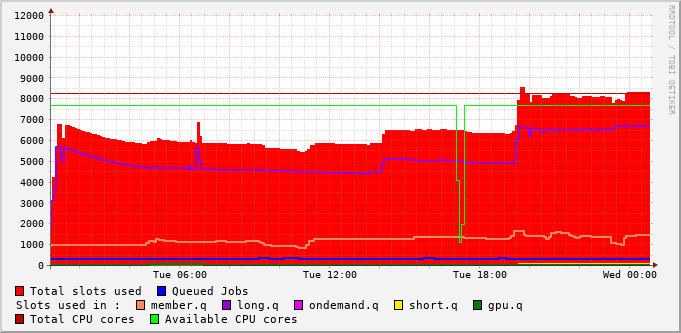 12000
11000
10000
9000
8000
7000
6000
5000
4000
3000
2000
1000
0
Tue 06:00 Tue 12:00 Tue 18:00 Wed 00:00
RRDTOOL / TOBI OETIKER
Total slots used Queued Jobs
Slots used in : member.q long.q ondemand.q short.q gpu.q
Total CPU cores Available CPU cores